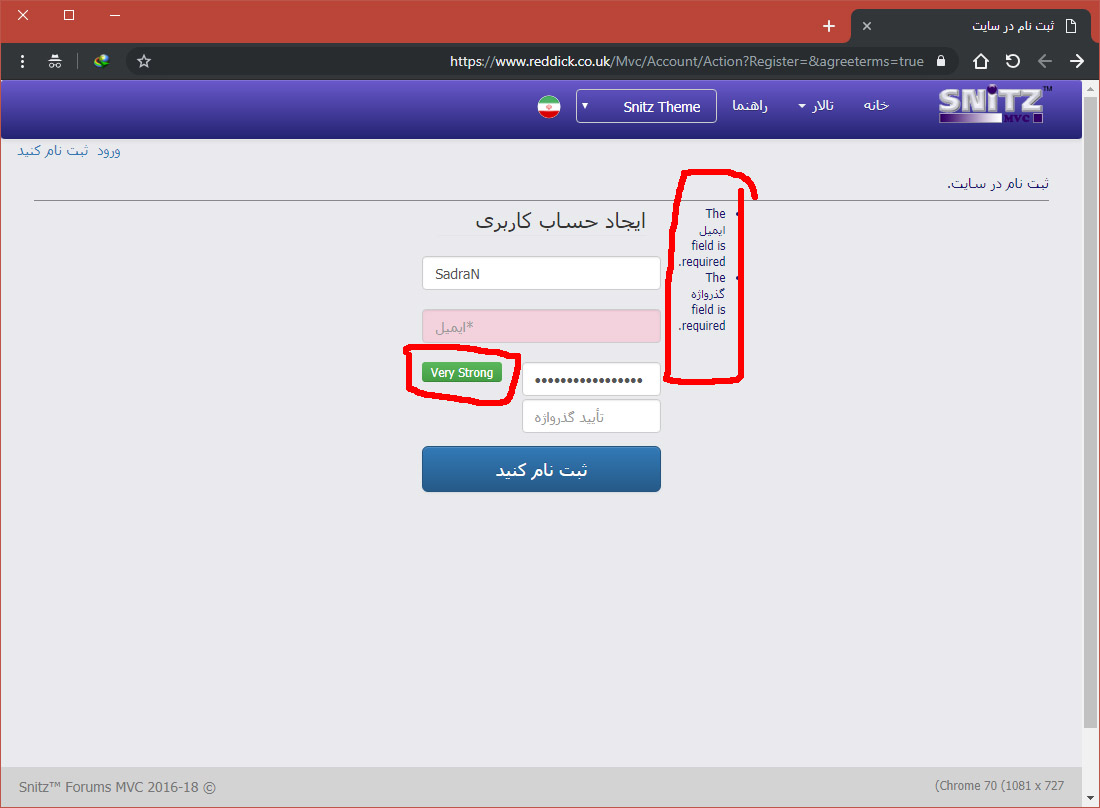 ثبت نام در سایت
https://www.reddick.co.uk/Mvc/Account/Action?Register=&agreeterms=true
SNiTZ™ MVC
خانه
تالار
راهنما
Snitz Theme
ورود ثبت نام کنید
ثبت نام در سایت.
The
ایمیل
field is
.required
The
گذرواژه
field is
.required
ایجاد حساب کاربری
SadraN
ایمیل*
Very Strong
تأیید گذرواژه
ثبت نام کنید
Snitz™ Forums MVC 2016-18 ©
(Chrome 70 (1081 x 727